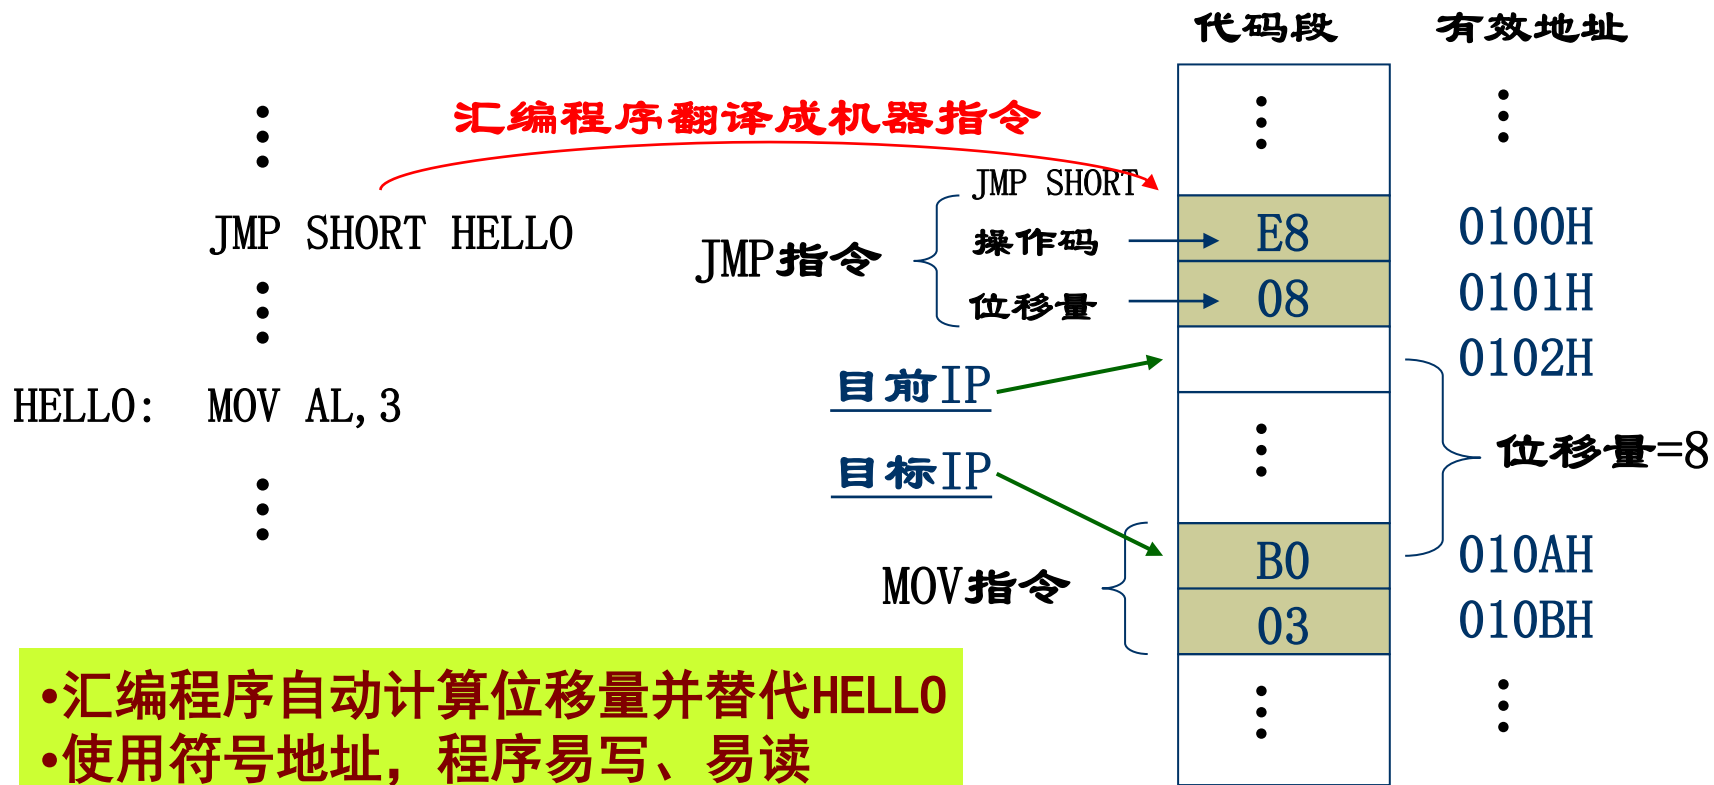 代码段 有效地址
汇编程序翻译成机器指令
JMP SHORT
JMP SHORT HELLO
JMP指令
操作码
E8
0100H
位移量
08
0101H
0102H
目前IP
HELLO: MOV AL,3
位移量=8
目标IP
B0
010AH
MOV指令
03
010BH
•汇编程序自动计算位移量并替代HELLO
•使用符号地址，程序易写、易读